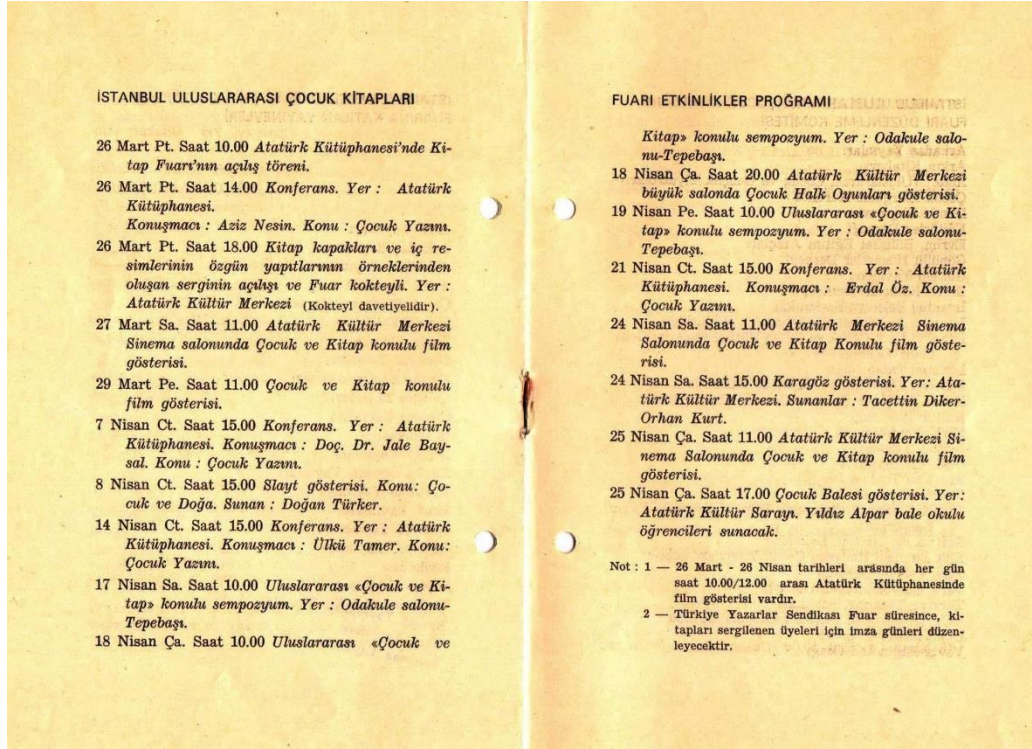 İSTANBUL ULUSLARARASI ÇOCUK KİTAPLARI
26 Mart Pt. Saat 10.00 Atatürk Kütüphanesi'nde Ki-
tap Fuarı'nın açılış töreni.
26 Mart Pt. Saat 14.00 Konferans. Yer : Atatürk
Kütüphanesi.
Konuşmacı : Aziz Nesin. Konu : Çocuk Yazını.
26 Mart Pt. Saat 18.00 Kitap kapakları ve iç re-
simlerinin özgün yapıtlarının örneklerinden
oluşan serginin açılışı ve Fuar kokteyli. Yer :
Atatürk Kültür Merkezi (Kokteyl davetiyelidir).
27 Mart Sa. Saat 11.00 Atatürk Kültür Merkezi
Sinema salonunda Çocuk ve Kitap konulu film
gösterisi.
29 Mart Pe. Saat 11.00 Çocuk ve Kitap konulu
film gösterisi.
7 Nisan Ct. Saat 15.00 Konferans. Yer : Atatürk
Kütüphanesi. Konuşmacı : Doç. Dr. Jale Bay-
sal. Konu : Çocuk Yazını.
8 Nisan Ct. Saat 15.00 Slayt gösterisi. Konu: Ço-
cuk ve Doğa. Sunan : Doğan Türker.
14 Nisan Ct. Saat 15.00 Konferans. Yer : Atatürk
Kütüphanesi. Konuşmacı : Ülkü Tamer. Konu:
Çocuk Yazını.
17 Nisan Sa. Saat 10.00 Uluslararası «Çocuk ve Ki-
tap» konulu sempozyum. Yer : Odakule salonu-
Tepebaşı.
18 Nisan Ça. Saat 10.00 Uluslararası «Çocuk ve
FUARI ETKİNLİKLER PROĞRAMI
Kitap» konulu sempozyum. Yer : Odakule salo-
nu-Tepebaşı.
18 Nisan Ça. Saat 20.00 Atatürk Kültür Merkezi
büyük salonda Çocuk Halk Oyunları gösterisi.
19 Nisan Pe. Saat 10.00 Uluslararası «Çocuk ve Ki-
tap» konulu sempozyum. Yer : Odakule salonu-
Tepebaşı.
21 Nisan Ct. Saat 15.00 Konferans. Yer : Atatürk
Kütüphanesi. Konuşmacı : Erdal Öz. Konu :
Çocuk Yazını.
24 Nisan Sa. Saat 11.00 Atatürk Merkezi Sinema
Salonunda Çocuk ve Kitap Konulu film göste-
risi.
24 Nisan Sa. Saat 15.00 Karagöz gösterisi. Yer: Ata-
türk Kültür Merkezi. Sunanlar : Tacettin Diker-
Orhan Kurt.
25 Nisan Ça. Saat 11.00 Atatürk Kültür Merkezi Si-
nema Salonunda Çocuk ve Kitap konulu film
gösterisi.
25 Nisan Ça. Saat 17.00 Çocuk Balesi gösterisi. Yer:
Atatürk Kültür Sarayı. Yıldız Alpar bale okulu
öğrencileri sunacak.
Not : 1 — 26 Mart - 26 Nisan tarihleri arasında her gün
saat 10.00/12.00 arası Atatürk Kütüphanesinde
film gösterisi vardır.
2 — Türkiye Yazarlar Sendikası Fuar süresince, ki-
tapları sergilenen üyeleri için imza günleri düzen-
leyecektir.